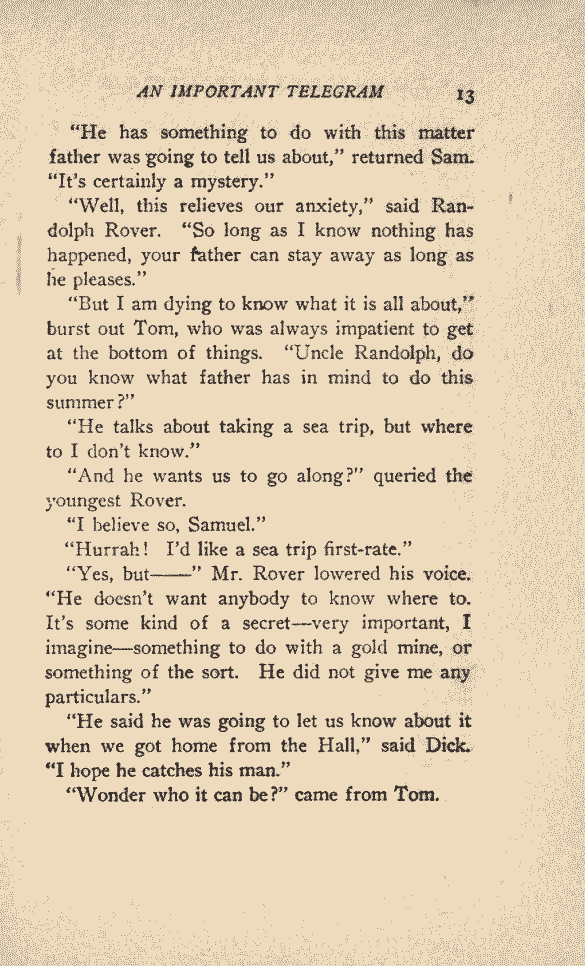 AN IMPORTANT TELEGRAM 13
“He has something to do with this matter
father was going to tell us about,” returned Sam.
“It’s certainly a mystery.”
“Well, this relieves our anxiety,” said Ran-
dolph Rover. “So long as I know nothing has
happened, your father can stay away as long as
he pleases.”
“But I am dying to know what it is all about,”
burst out Tom, who was always impatient to get
at the bottom of things. “Uncle Randolph, do
you know what father has in mind to do this
summer?”
“He talks about taking a sea trip, but where
to I don’t know.”
“And he wants us to go along?” queried the
youngest Rover.
“I believe so, Samuel.”
“Hurrah! I’d like a sea trip first-rate.”
“Yes, but——” Mr. Rover lowered his voice.
“He doesn’t want anybody to know where to.
It’s some kind of a secret—very important, I
imagine—something to do with a gold mine, or
something of the sort. He did not give me any
particulars.”
“He said he was going to let us know about it
when we got home from the Hall,” said Dick.
“I hope he catches his man.”
“Wonder who it can be?” came from Tom.